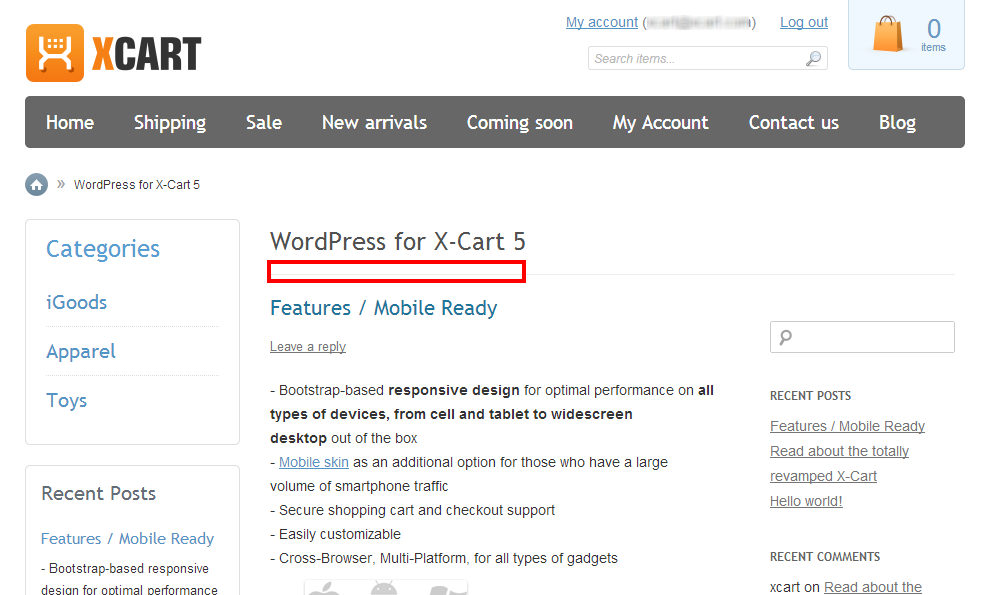 XCART
My account ( ) Log out
0
items
Search items...
Home Shipping Sale New arrivals Coming soon My Account Contact us Blog
» WordPress for X-Cart 5
Categories
iGoods
Apparel
Toys
Recent Posts
Features / Mobile Ready
- Bootstrap-based responsive
design for optimal performance
WordPress for X-Cart 5
Features / Mobile Ready
Leave a reply
- Bootstrap-based responsive design for optimal performance on all
types of devices, from cell and tablet to widescreen
desktop out of the box
- Mobile skin as an additional option for those who have a large
volume of smartphone traffic
- Secure shopping cart and checkout support
- Easily customizable
- Cross-Browser, Multi-Platform, for all types of gadgets
RECENT POSTS
Features / Mobile Ready
Read about the totally
revamped X-Cart
Hello world!
RECENT COMMENTS
xcart on Read about the